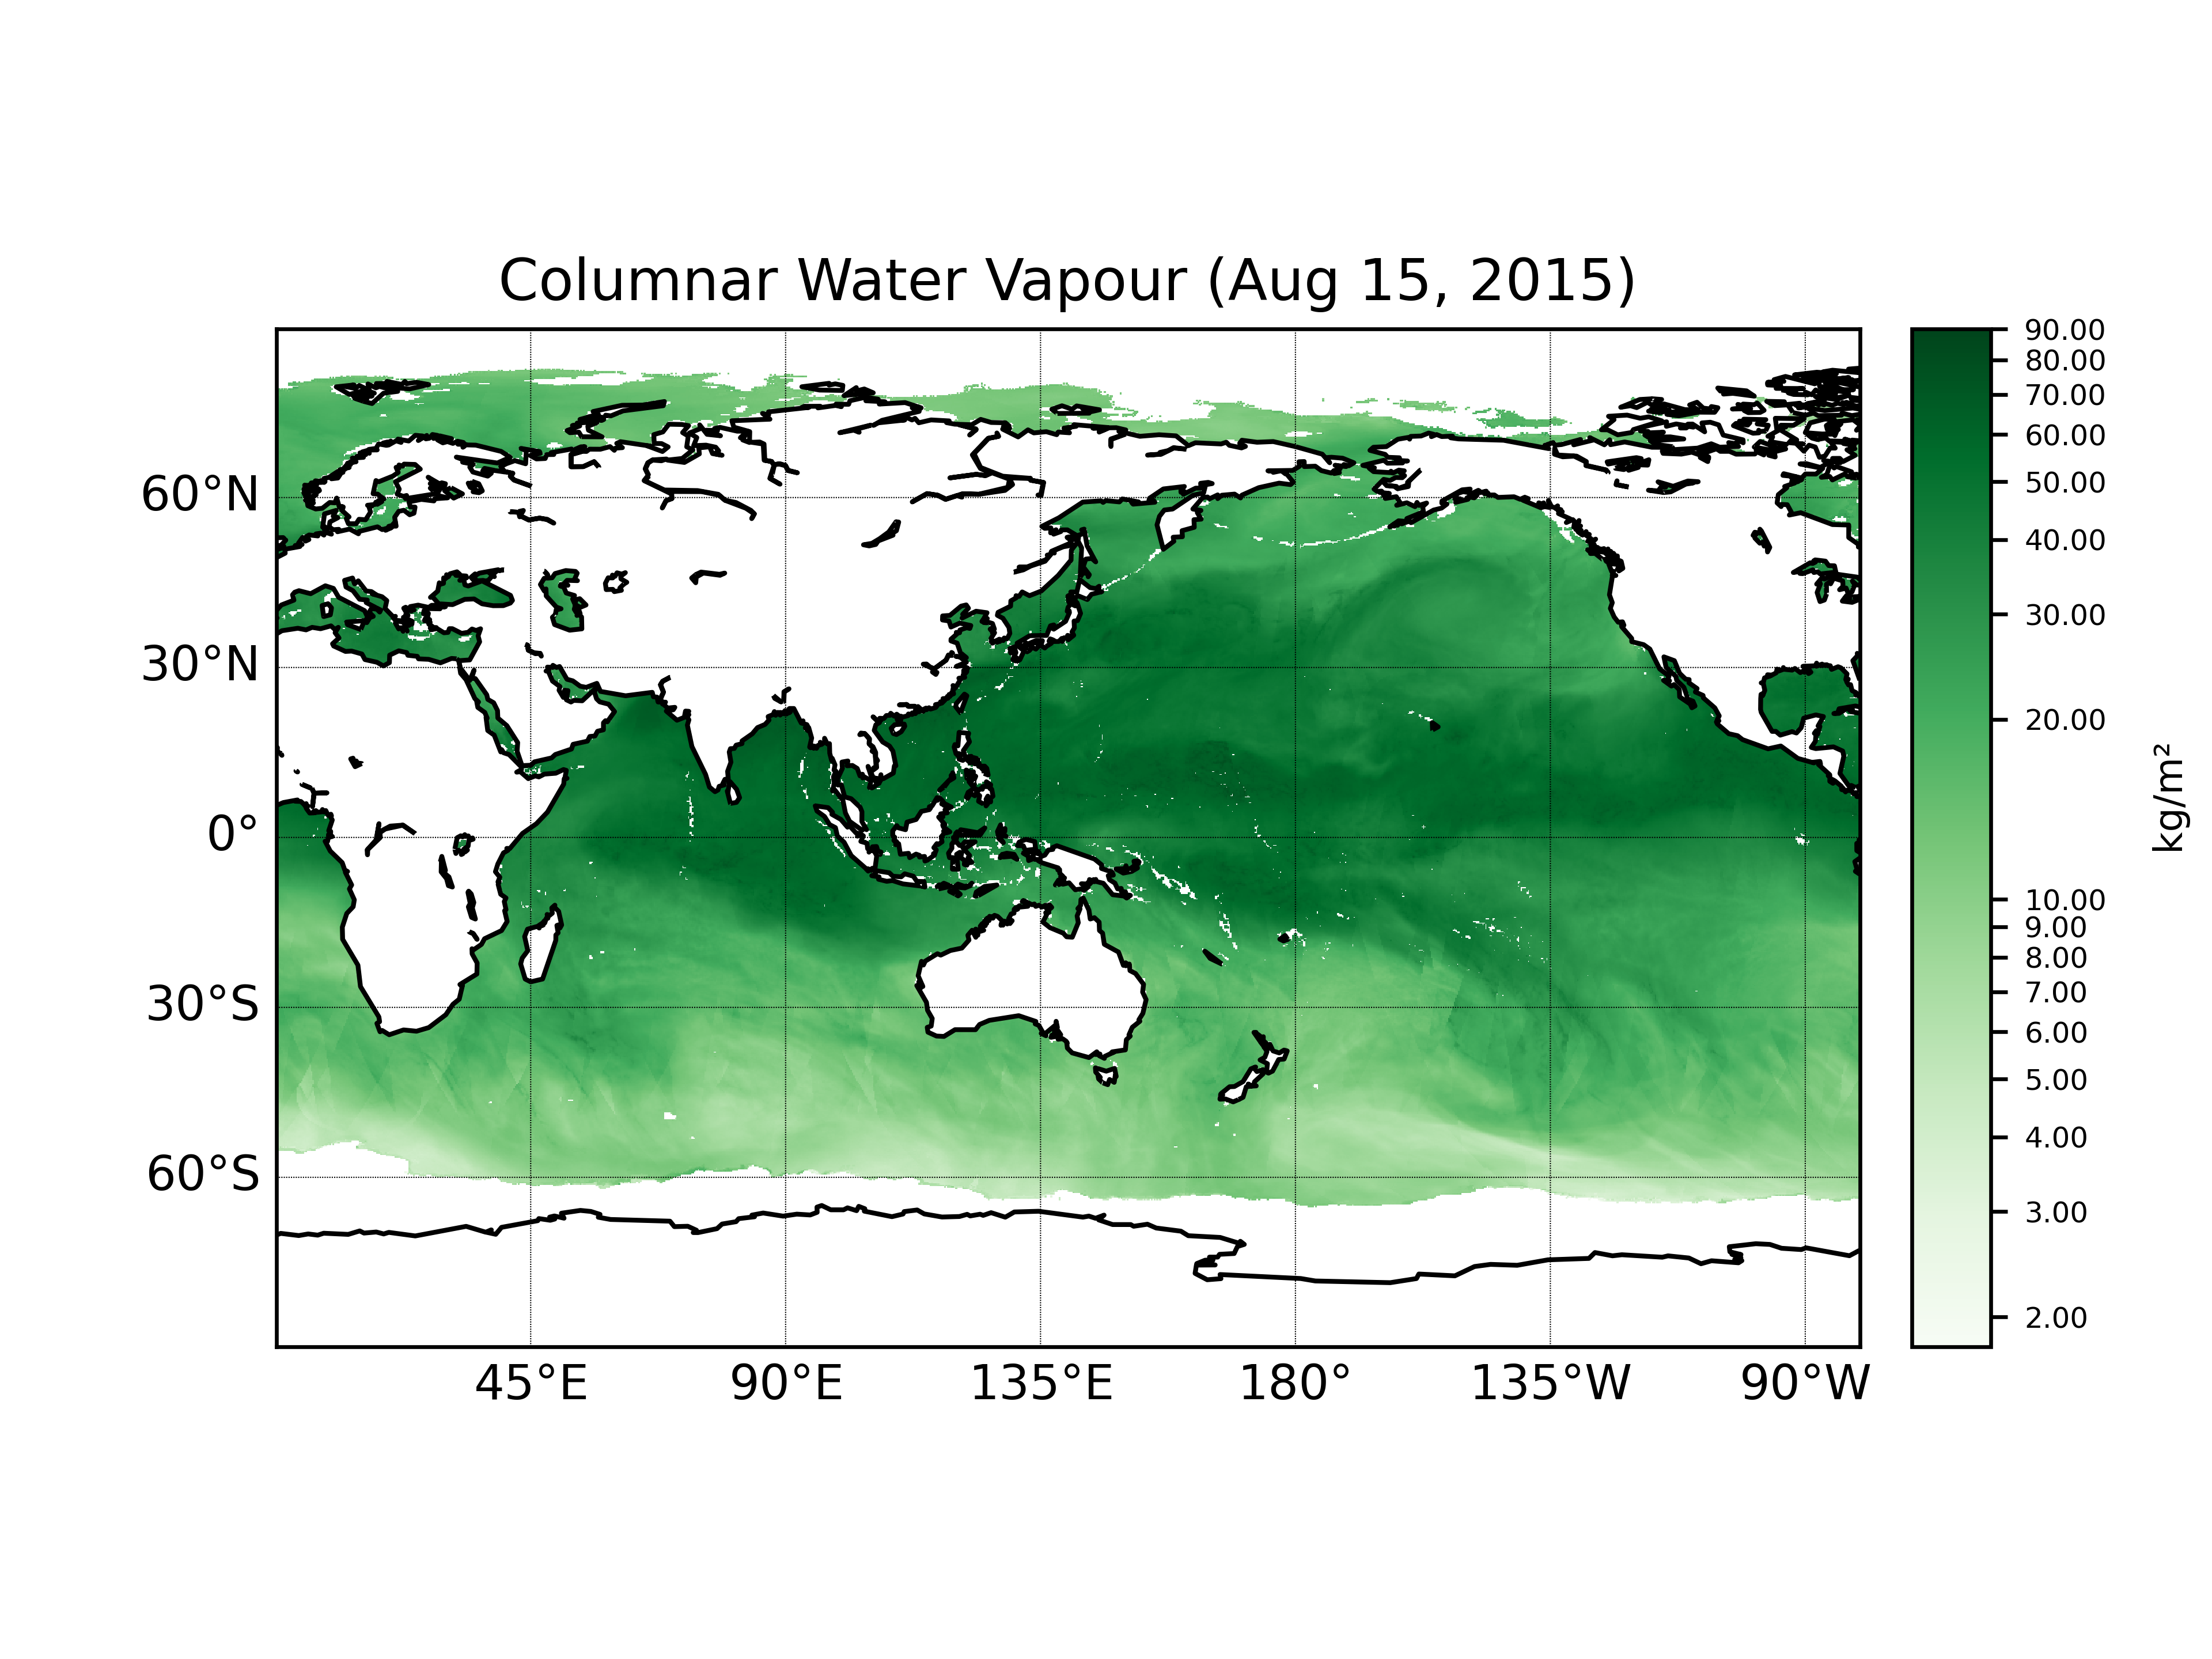 Columnar Water Vapour (Aug 15, 2015)
60°N
30°N
0°
30°S
60°S
45°E
90°E
135°E
180°
135°W
90°W
90.00
80.00
70.00
60.00
50.00
40.00
30.00
20.00
10.00
9.00
8.00
7.00
6.00
5.00
4.00
3.00
2.00
kg/m²